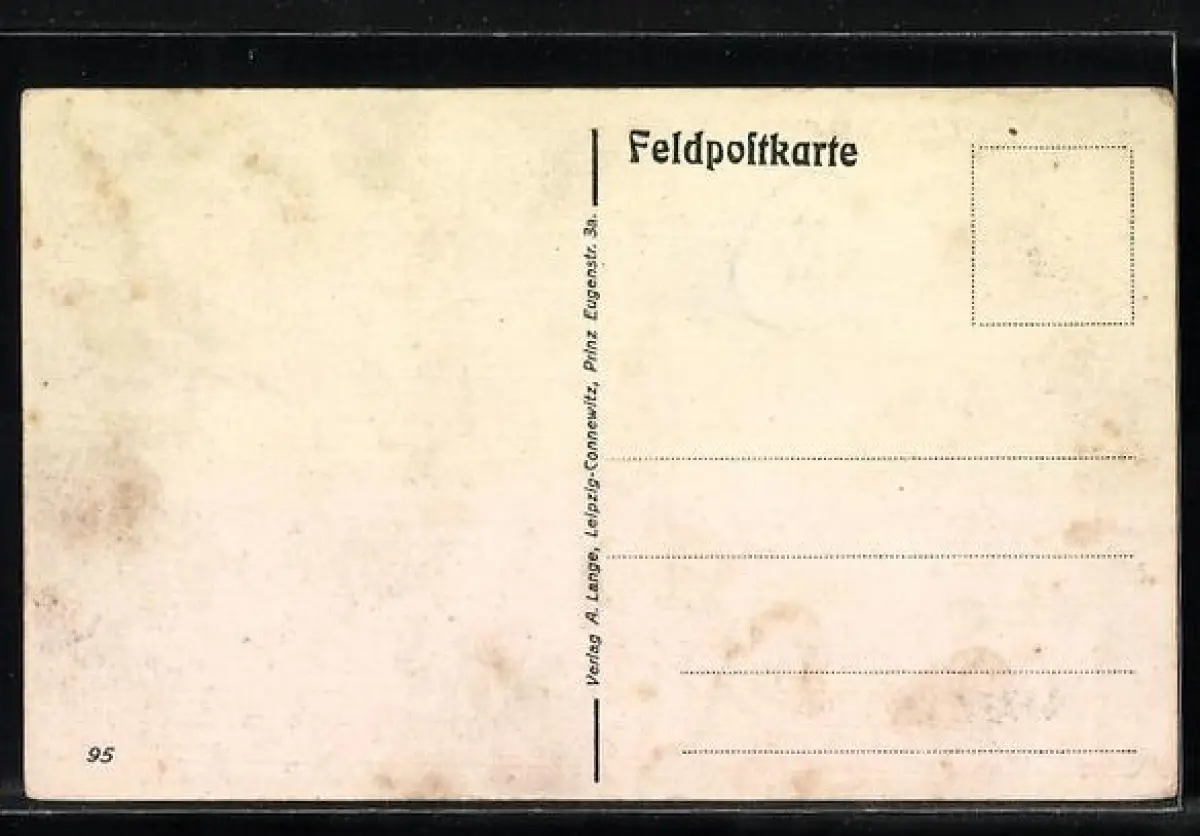 Feldpoſtkarte
Verlag A. Lange, Leipzig-Connewitz, Prinz Eugenstr. 3a.
95